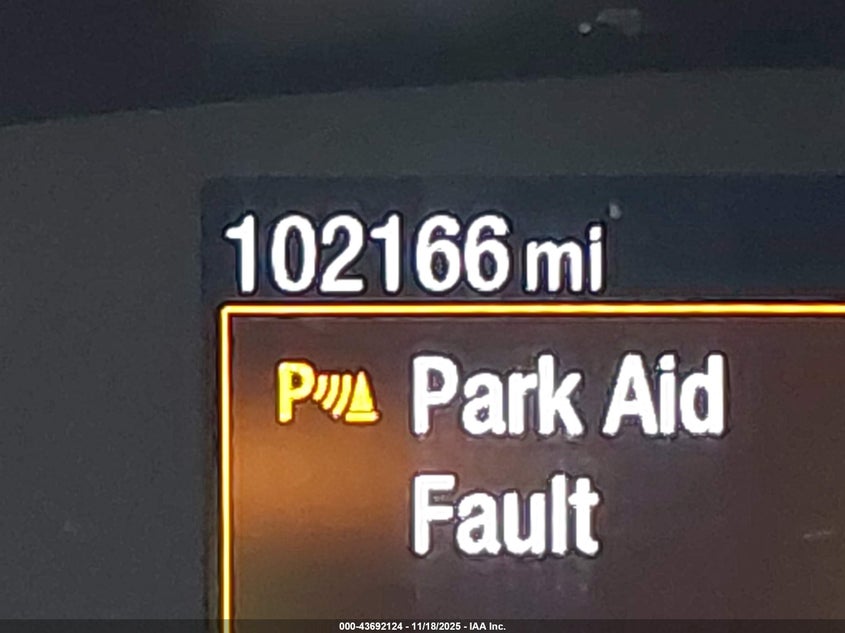 102166 mi
P Park Aid
Fault
000-43692124 - 11/18/2025 - IAA Inc.